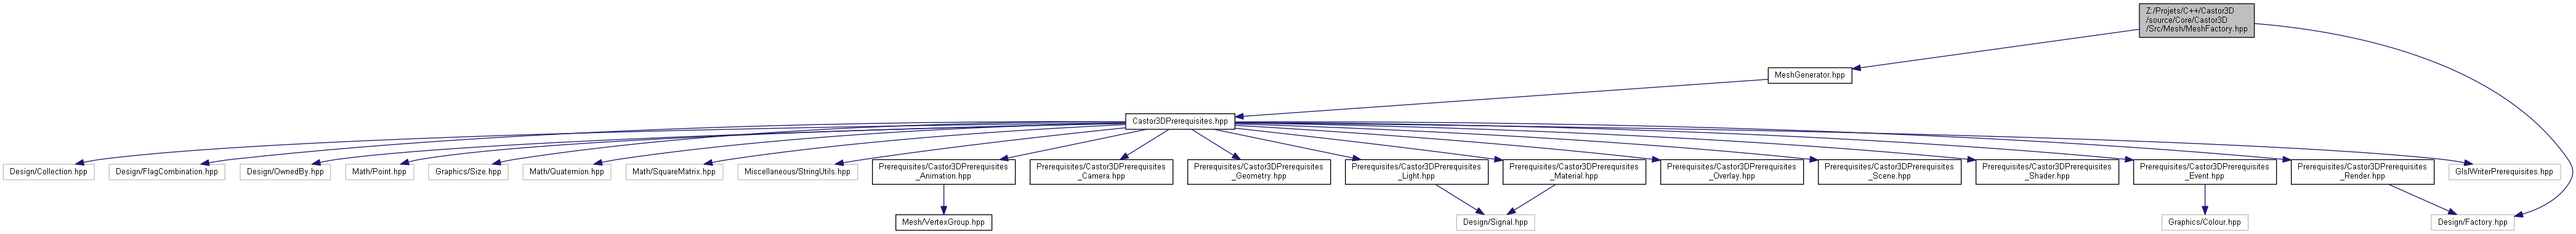 Z:/Projets/C++/Castor3D
/source/Core/Castor3D
/Src/Mesh/MeshFactory.hpp
MeshGenerator.hpp
Castor3DPrerequisites.hpp
Design/Collection.hpp
Design/FlagCombination.hpp
Design/OwnedBy.hpp
Math/Point.hpp
Graphics/Size.hpp
Math/Quaternion.hpp
Math/SquareMatrix.hpp
Miscellaneous/StringUtils.hpp
Prerequisites/Castor3DPrerequisites
_Animation.hpp
Prerequisites/Castor3DPrerequisites
_Camera.hpp
Prerequisites/Castor3DPrerequisites
_Geometry.hpp
Prerequisites/Castor3DPrerequisites
_Light.hpp
Prerequisites/Castor3DPrerequisites
_Material.hpp
Prerequisites/Castor3DPrerequisites
_Overlay.hpp
Prerequisites/Castor3DPrerequisites
_Scene.hpp
Prerequisites/Castor3DPrerequisites
_Shader.hpp
Prerequisites/Castor3DPrerequisites
_Event.hpp
Prerequisites/Castor3DPrerequisites
_Render.hpp
GlslWriterPrerequisites.hpp
Mesh/VertexGroup.hpp
Design/Signal.hpp
Graphics/Colour.hpp
Design/Factory.hpp